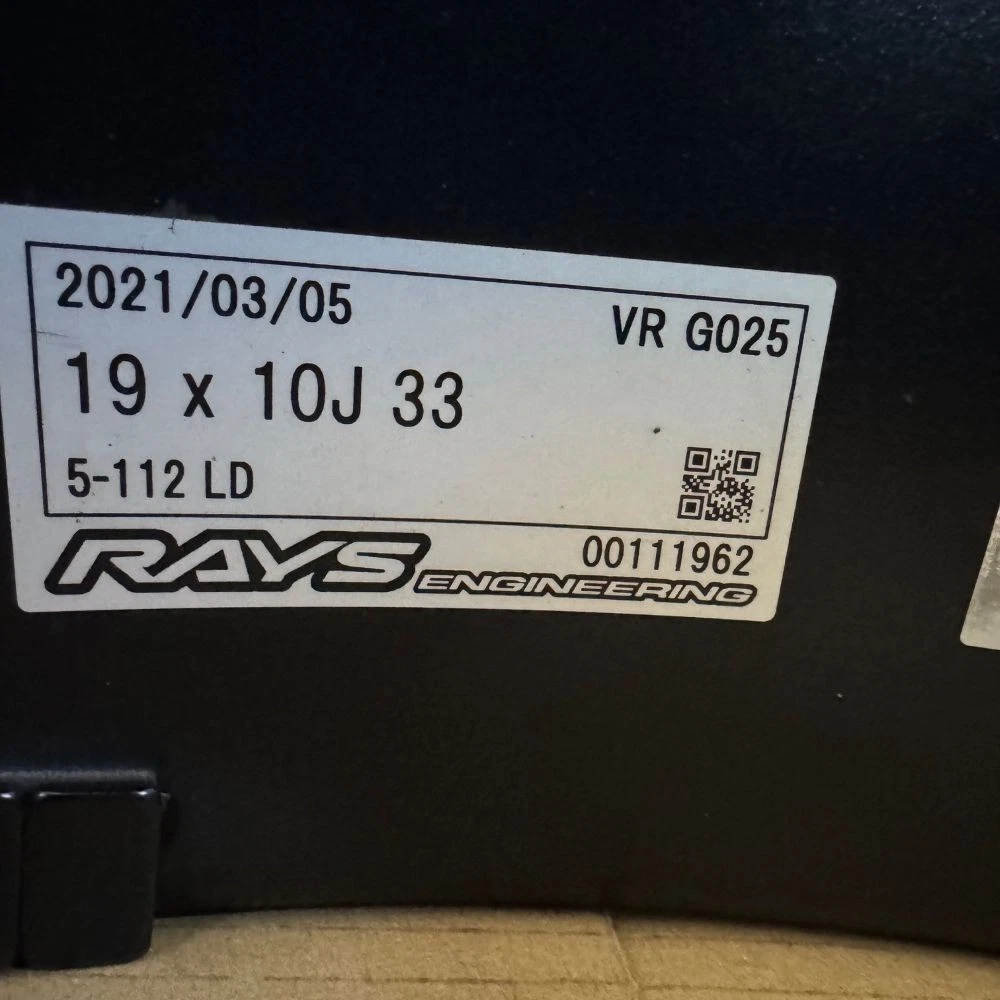 2021/03/05
VR G025
19 x 10J 33
5-112 LD
00111962
RAYS ENGINEERING